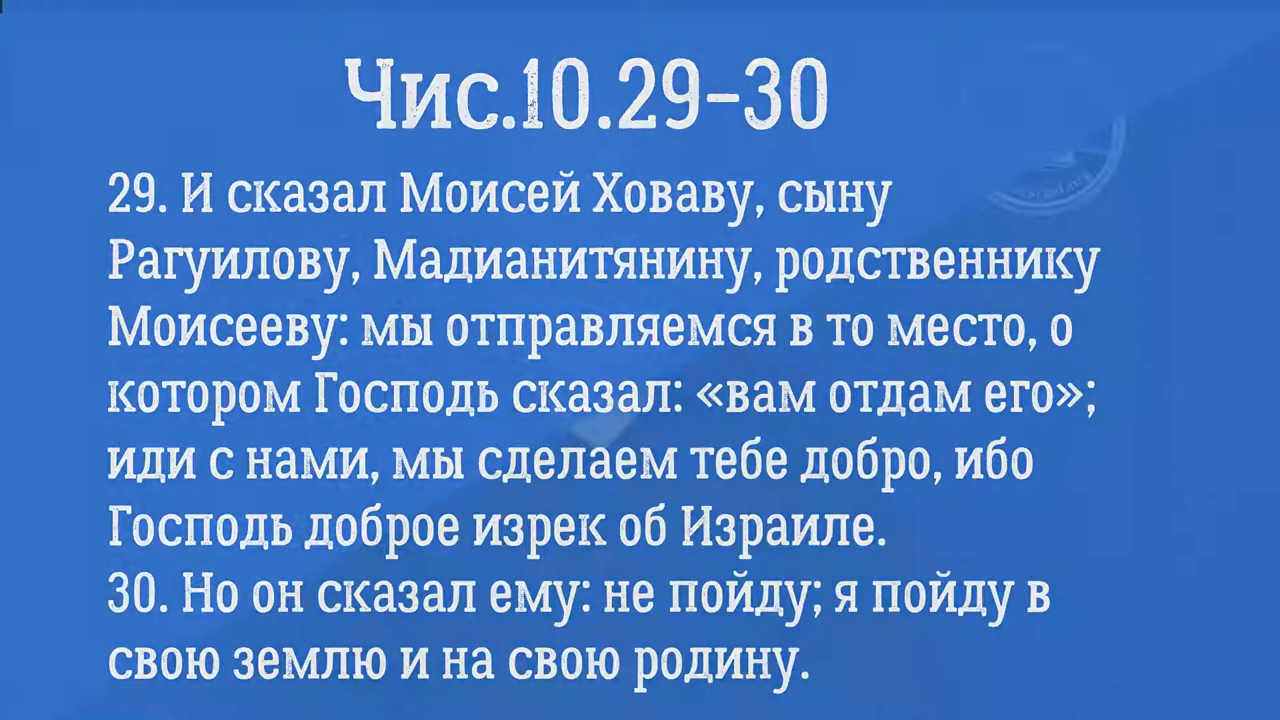 Чис.10.29-30
29. И сказал Моисей Ховаву, сыну
Рагуилову, Мадианитянину, родственнику
Моисееву: мы отправляемся в то место, о
котором Господь сказал: «вам отдам его»;
иди с нами, мы сделаем тебе добро, ибо
Господь доброе изрек об Израиле.
30. Но он сказал ему: не пойду; я пойду в
свою землю и на свою родину.